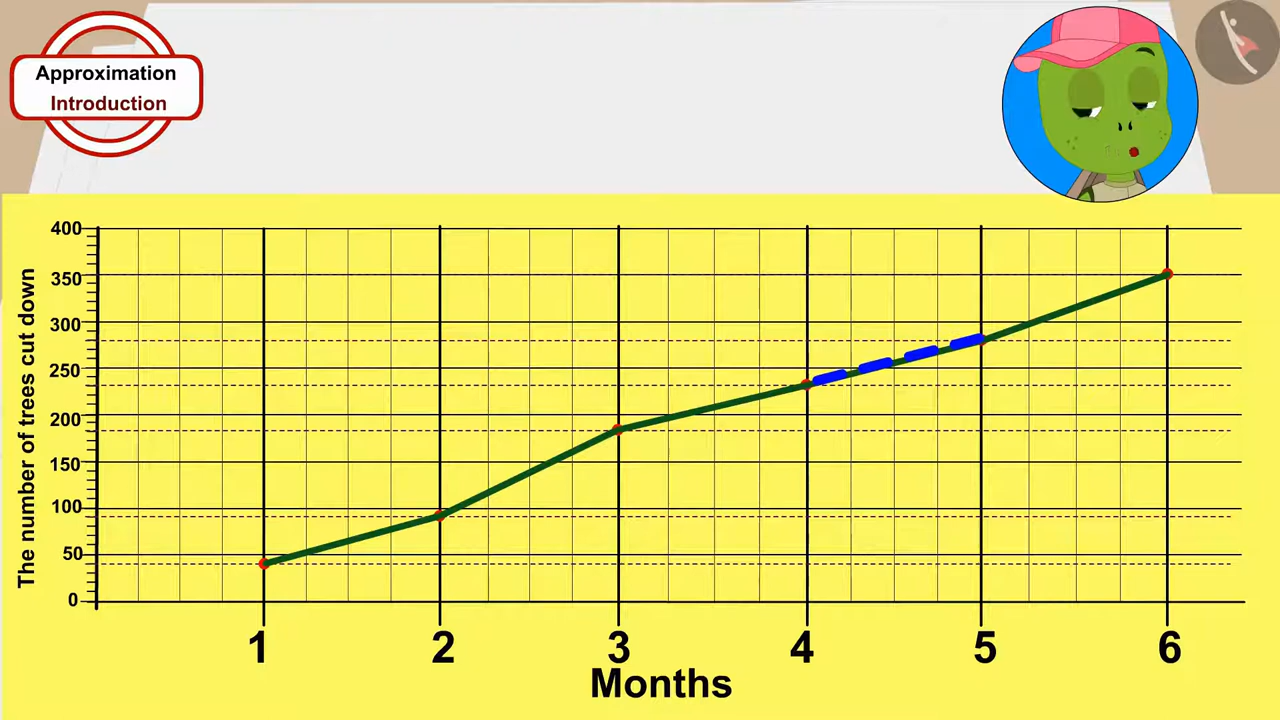 Approximation
Introduction
The number of trees cut down
400
350
300
250
200
150
100
50
0
1 2 3 4 5 6
Months